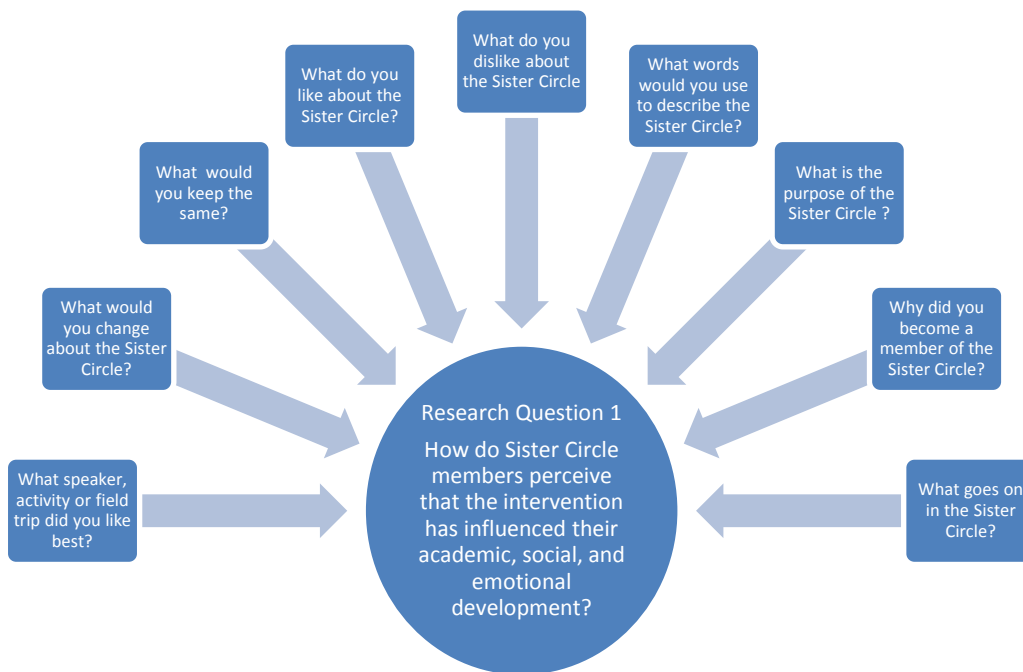 What speaker,
activity or field
trip did you like
best?
What would
you change
about the Sister
Circle?
What  would
you keep the
same?
What do you
like about the
Sister Circle?
What do you
dislike about
the Sister Circle
What words
would you use
to describe the
Sister Circle?
What is the
purpose of the
Sister Circle ?
Why did you
become a
member of the
Sister Circle?
What goes on
in the Sister
Circle?
Research Question 1
How do Sister Circle
members perceive
that the intervention
has influenced their
academic, social, and
emotional
development?